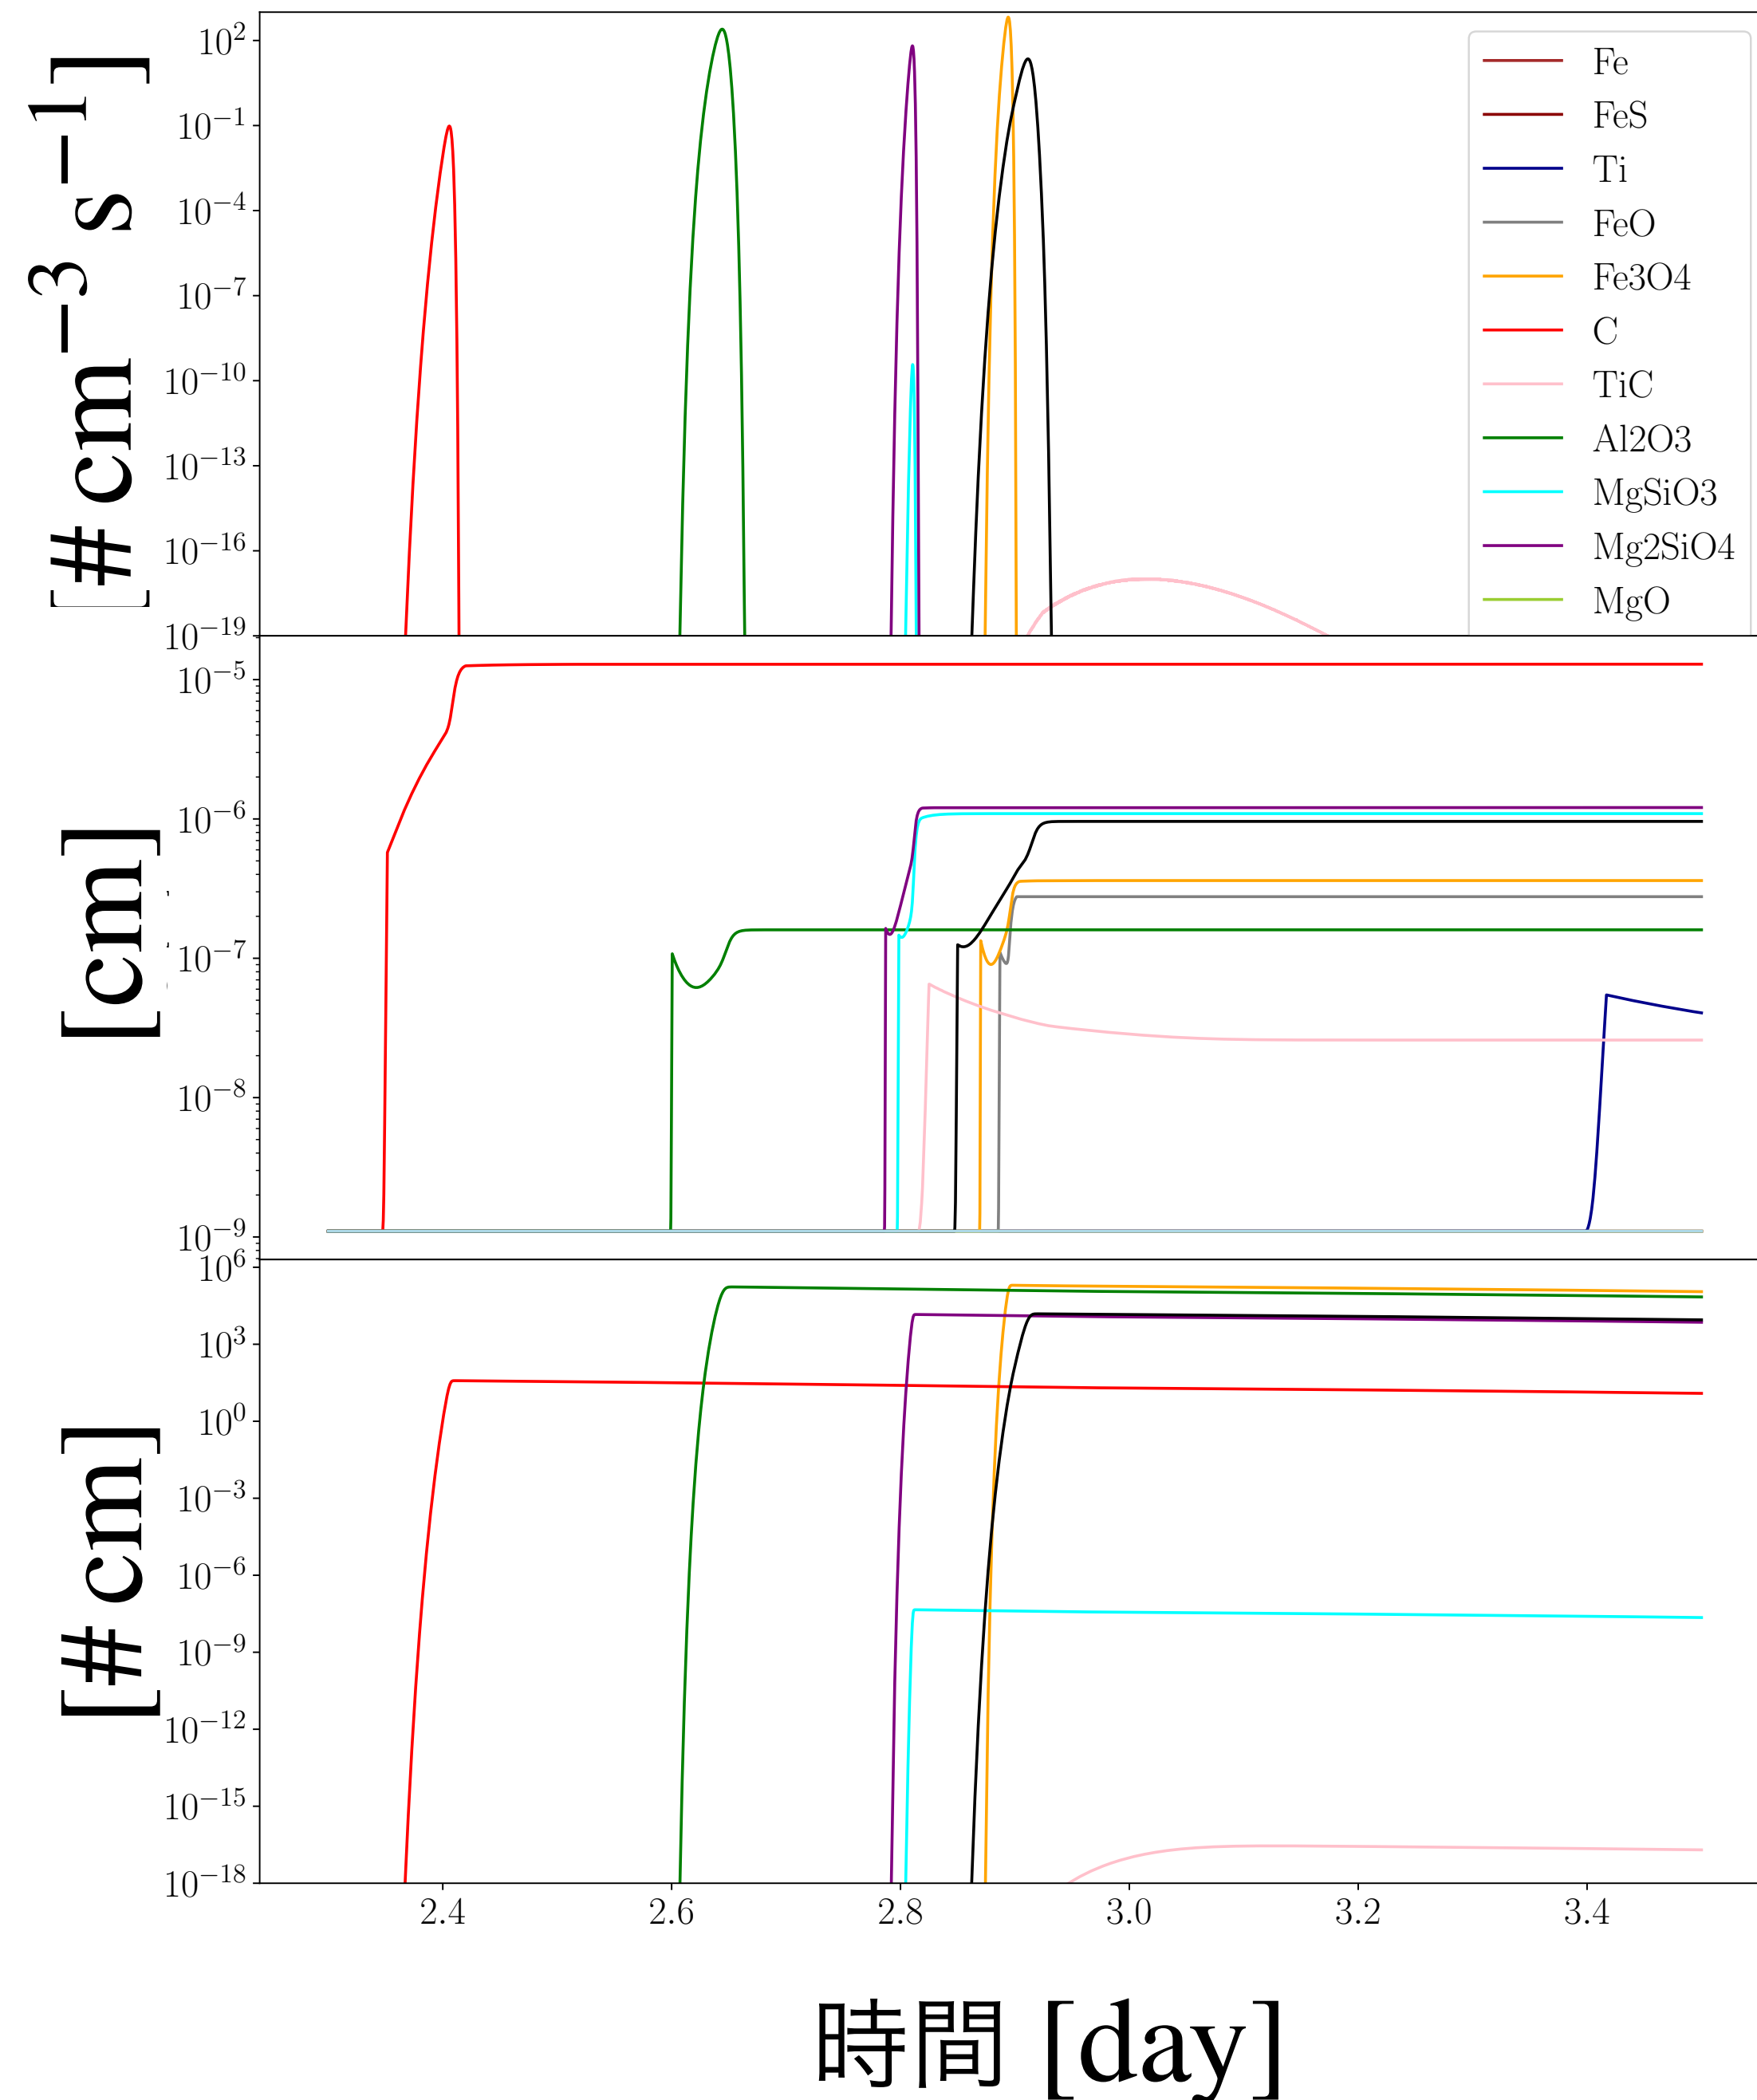 [# cm−3 s−1]
10^2
10^−1
10^−4
10^−7
10^−10
10^−13
10^−16
10^−19
Fe
FeS
Ti
FeO
Fe3O4
C
TiC
Al2O3
MgSiO3
Mg2SiO4
MgO
[cm]
10^−5
10^−6
10^−7
10^−8
10^−9
[# cm]
10^6
10^3
10^0
10^−3
10^−6
10^−9
10^−12
10^−15
10^−18
2.4 2.6 2.8 3.0 3.2 3.4
時間 [day]